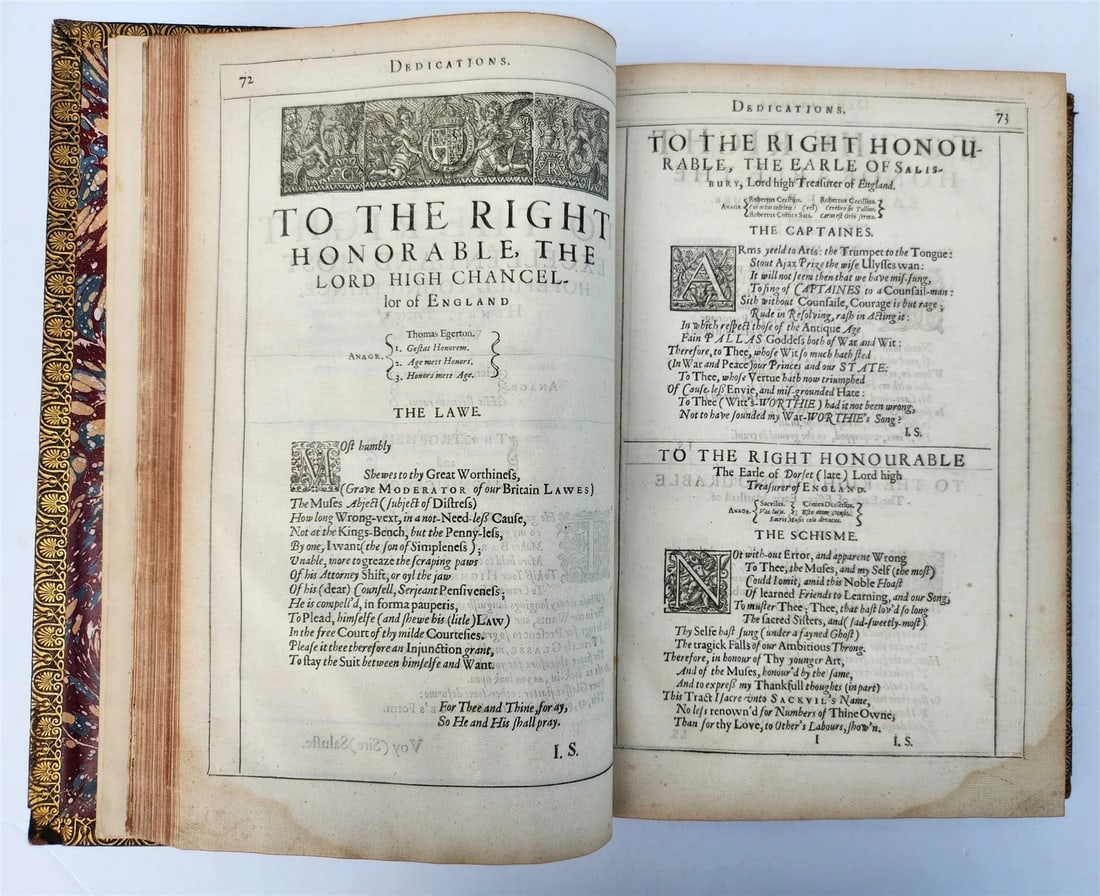 72
DEDICATIONS.
TO THE RIGHT
HONORABLE, THE
LORD HIGH CHANCEL-
lor of ENGLAND
Thomas Egerton.
ANAGR.
1. Gestat Honorem.
2. Age mett Honors.
3. Honors mett Age.
THE LAWE.
MOst humbly
Shewes to thy Great Worthiness,
(Grave MODERATOR of our Britain LAWES)
The Muses Abject (subject of Distress)
How long Wrong-vext, in a not-Need-less Cause,
Not at the Kings-Bench, but the Penny-less,
By one, I want (the son of Simpleness);
Vnable, more to greaze the scraping paws
Of his Attorney Shift, or oyl the jaw
Of his (dear) Counsell, Serjeant Pensiveness;
He is compell'd, in forma pauperis,
To Plead, himselfe (and shewe his (litle) LAW)
In the free Court of thy milde Courtesies.
Please it thee therefore an Injunction grant,
To stay the Suit between himselfe and Want.
For Thee and Thine, for ay,
So He and His shall pray.
I. S.
DEDICATIONS.
73
TO THE RIGHT HONOU-
RABLE, THE EARLE OF SALIS-
BURY, Lord high Treasurer of England.
Robertus Cecilius. Robertus Cecillius.
ANAGR. (vel)
THE CAPTAINES.
ARms yeeld to Arts: the Trumpet to the Tongue:
Stout Ajax Prize the wise Ulysses wan:
It will not seem then that we have mis-sung,
To sing of CAPTAINES to a Counsail-man:
Sith without Counsaile, Courage is but rage;
Rude in Resolving, rash in Acting it:
In which respect those of the Antique Age
Fain PALLAS Goddess both of War and Wit:
Therefore, to Thee, whose Wit so much hath sted
(In War and Peace) our Princes and our STATE:
To Thee, whose Vertue hath now triumphed
Of Cause-less Envie, and mis-grounded Hate:
To Thee (Witt's-WORTHIE) had it not been wrong,
Not to have sounded my War-WORTHIE's Song?
I. S.
TO THE RIGHT HONOURABLE
The Earle of Dorset (late) Lord high
Treasurer of ENGLAND.
ANAGR.
THE SCHISME.
NOt with-out Error, and apparent Wrong
To Thee, the Muses, and my Self (the most)
Could I omit, amid this Noble Hoast
Of learned Friends to Learning, and our Song,
To muster Thee; Thee, that hast lov'd so long
The sacred Sisters, and (sad-sweetly-most)
Thy Selfe hast sung (under a fayned Ghost)
The tragick Falls of our Ambitious Throng.
Therefore, in honour of Thy younger Art,
And of the Muses, honour'd by the same,
And to express my Thankfull thoughts (in part)
This Tract I sacre vnto SACKVIL's Name,
No less renown'd for Numbers of Thine Owne,
Than for thy Love, to Other's Labours, show'n.
I I. S.